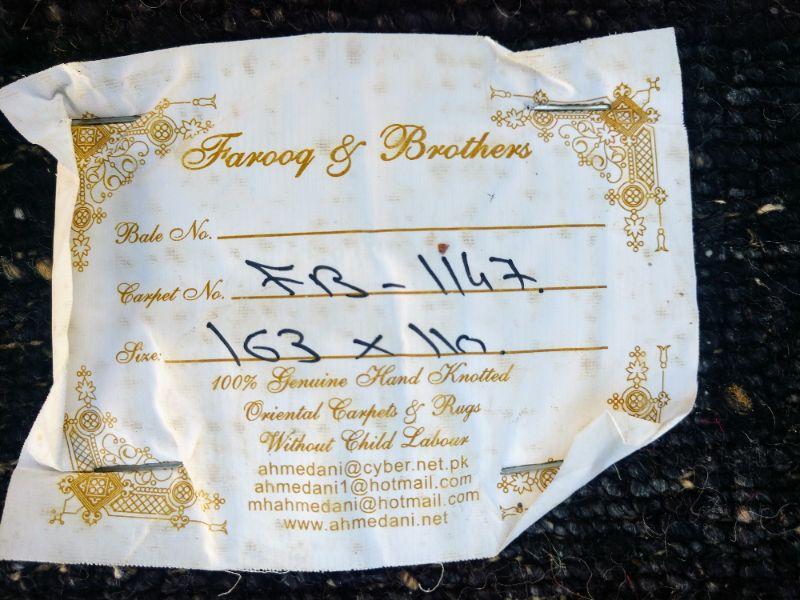 Farooq & Brothers
Bale No.
Carpet No. FB - 1147.
Size: 163 x 110.
100% Genuine Hand Knotted
Oriental Carpets & Rugs
Without Child Labour
ahmedani@cyber.net.pk
ahmedani1@hotmail.com
mhahmedani@hotmail.com
www.ahmedani.net